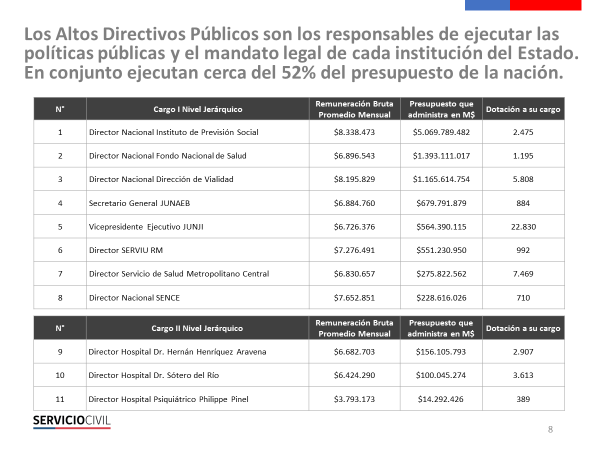 Los Altos Directivos Públicos son los responsables de ejecutar las
políticas públicas y el mandato legal de cada institución del Estado.
En conjunto ejecutan cerca del 52% del presupuesto de la nación.
N° Cargo I Nivel Jerárquico Remuneración Bruta Promedio Mensual Presupuesto que administra en M$ Dotación a su cargo
1 Director Nacional Instituto de Previsión Social $8.338.473 $5.069.789.482 2.475
2 Director Nacional Fondo Nacional de Salud $6.896.543 $1.393.111.017 1.195
3 Director Nacional Dirección de Vialidad $8.195.829 $1.165.614.754 5.808
4 Secretario General JUNAEB $6.884.760 $679.791.879 884
5 Vicepresidente Ejecutivo JUNJI $6.726.376 $564.390.115 22.830
6 Director SERVIU RM $7.276.491 $551.230.950 992
7 Director Servicio de Salud Metropolitano Central $6.830.657 $275.822.562 7.469
8 Director Nacional SENCE $7.652.851 $228.616.026 710
N° Cargo II Nivel Jerárquico Remuneración Bruta Promedio Mensual Presupuesto que administra en M$ Dotación a su cargo
9 Director Hospital Dr. Hernán Henríquez Aravena $6.682.703 $156.105.793 2.907
10 Director Hospital Dr. Sótero del Río $6.424.290 $100.045.274 3.613
11 Director Hospital Psiquiátrico Philippe Pinel $3.793.173 $14.292.426 389
SERVICIOCIVIL
8